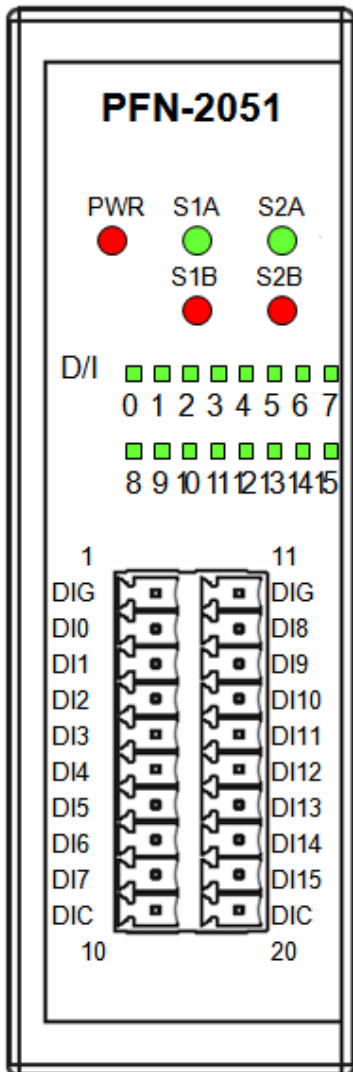 PFN-2051
PWR S1A S2A
S1B S2B
D/I
0 1 2 3 4 5 6 7
8 9 10 11 12 13 14 15
1 11
DIG DIG
DI0 DI8
DI1 DI9
DI2 DI10
DI3 DI11
DI4 DI12
DI5 DI13
DI6 DI14
DI7 DI15
DIC DIC
10 20